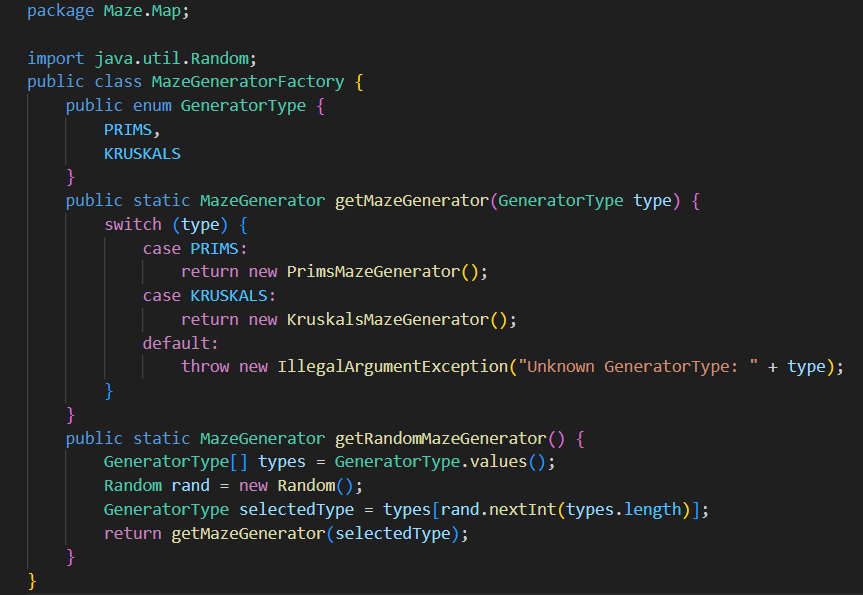 package Maze.Map;

import java.util.Random;
public class MazeGeneratorFactory {
    public enum GeneratorType {
        PRIMS,
        KRUSKALS
    }
    public static MazeGenerator getMazeGenerator(GeneratorType type) {
        switch (type) {
            case PRIMS:
                return new PrimsMazeGenerator();
            case KRUSKALS:
                return new KruskalsMazeGenerator();
            default:
                throw new IllegalArgumentException("Unknown GeneratorType: " + type);
        }
    }
    public static MazeGenerator getRandomMazeGenerator() {
        GeneratorType[] types = GeneratorType.values();
        Random rand = new Random();
        GeneratorType selectedType = types[rand.nextInt(types.length)];
        return getMazeGenerator(selectedType);
    }
}